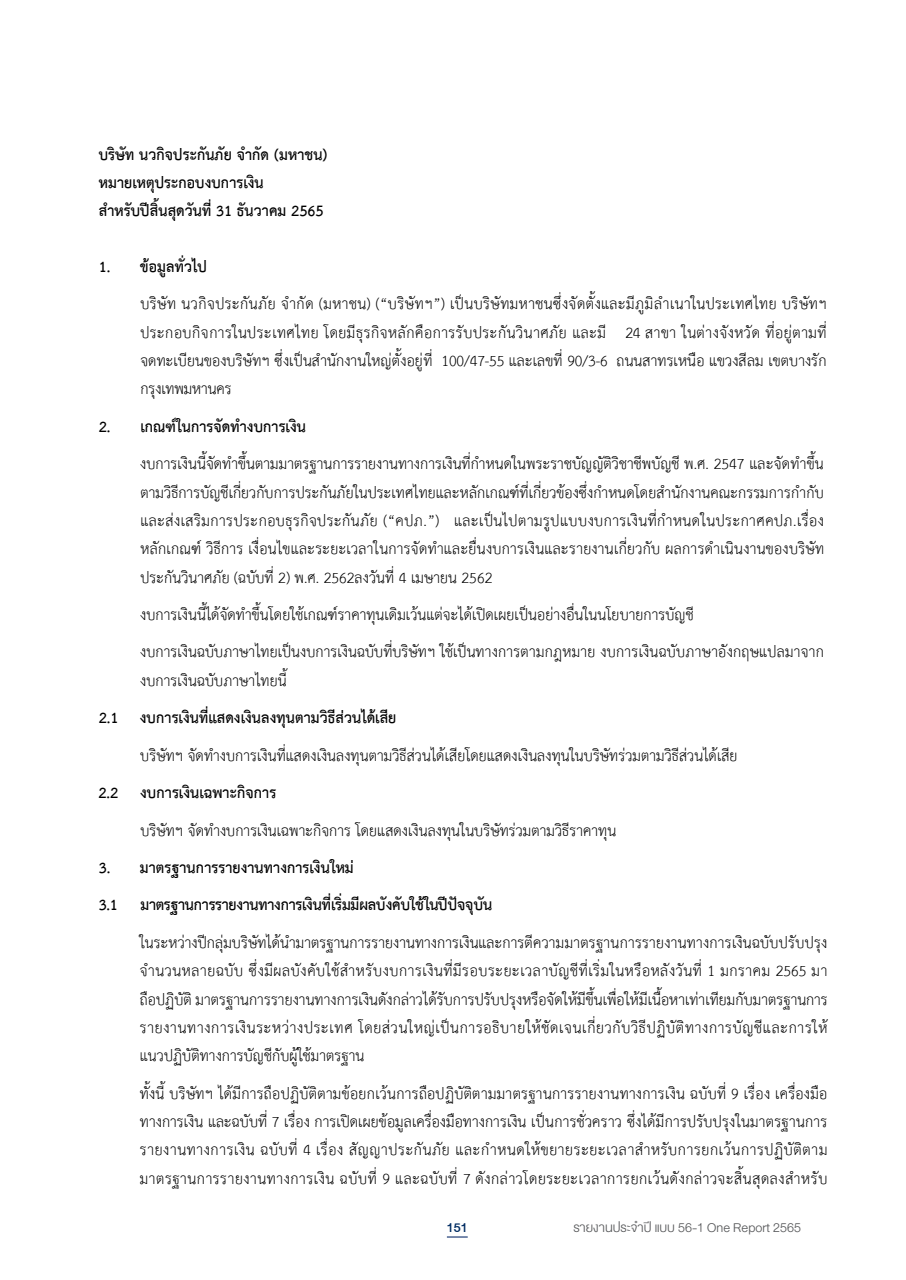 บริษัท นวกิจประกันภัย จำกัด (มหาชน)
หมายเหตุประกอบงบการเงิน
สำหรับปีสิ้นสุดวันที่ 31 ธันวาคม 2565
1. ข้อมูลทั่วไป
บริษัท นวกิจประกันภัย จำกัด (มหาชน) (“บริษัทฯ”) เป็นบริษัทมหาชนซึ่งจัดตั้งและมีภูมิลำเนาในประเทศไทย บริษัทฯ
ประกอบกิจการในประเทศไทย โดยมีธุรกิจหลักคือการรับประกันวินาศภัย และมี 24 สาขา ในต่างจังหวัด ที่อยู่ตามที่
จดทะเบียนของบริษัทฯ ซึ่งเป็นสำนักงานใหญ่ตั้งอยู่ที่ 100/47-55 และเลขที่ 90/3-6 ถนนสาทรเหนือ แขวงสีลม เขตบางรัก
กรุงเทพมหานคร
2. เกณฑ์ในการจัดทำงบการเงิน
งบการเงินนี้จัดทำขึ้นตามมาตรฐานการรายงานทางการเงินที่กำหนดในพระราชบัญญัติวิชาชีพบัญชี พ.ศ. 2547 และจัดทำขึ้น
ตามวิธีการบัญชีเกี่ยวกับการประกันภัยในประเทศไทยและหลักเกณฑ์ที่เกี่ยวข้องซึ่งกำหนดโดยสำนักงานคณะกรรมการกำกับ
และส่งเสริมการประกอบธุรกิจประกันภัย (“คปภ.”) และเป็นไปตามรูปแบบงบการเงินที่กำหนดในประกาศคปภ.เรื่อง
หลักเกณฑ์ วิธีการ เงื่อนไขและระยะเวลาในการจัดทำและยื่นงบการเงินและรายงานเกี่ยวกับ ผลการดำเนินงานของบริษัท
ประกันวินาศภัย (ฉบับที่ 2) พ.ศ. 2562ลงวันที่ 4 เมษายน 2562
งบการเงินนี้ได้จัดทำขึ้นโดยใช้เกณฑ์ราคาทุนเดิมเว้นแต่จะได้เปิดเผยเป็นอย่างอื่นในนโยบายการบัญชี
งบการเงินฉบับภาษาไทยเป็นงบการเงินฉบับที่บริษัทฯ ใช้เป็นทางการตามกฎหมาย งบการเงินฉบับภาษาอังกฤษแปลมาจาก
งบการเงินฉบับภาษาไทยนี้
2.1 งบการเงินที่แสดงเงินลงทุนตามวิธีส่วนได้เสีย
บริษัทฯ จัดทำงบการเงินที่แสดงเงินลงทุนตามวิธีส่วนได้เสียโดยแสดงเงินลงทุนในบริษัทร่วมตามวิธีส่วนได้เสีย
2.2 งบการเงินเฉพาะกิจการ
บริษัทฯ จัดทำงบการเงินเฉพาะกิจการ โดยแสดงเงินลงทุนในบริษัทร่วมตามวิธีราคาทุน
3. มาตรฐานการรายงานทางการเงินใหม่
3.1 มาตรฐานการรายงานทางการเงินที่เริ่มมีผลบังคับใช้ในปีปัจจุบัน
ในระหว่างปีกลุ่มบริษัทได้นำมาตรฐานการรายงานทางการเงินและการตีความมาตรฐานการรายงานทางการเงินฉบับปรับปรุง
จำนวนหลายฉบับ ซึ่งมีผลบังคับใช้สำหรับงบการเงินที่มีรอบระยะเวลาบัญชีที่เริ่มในหรือหลังวันที่ 1 มกราคม 2565 มา
ถือปฏิบัติ มาตรฐานการรายงานทางการเงินดังกล่าวได้รับการปรับปรุงหรือจัดให้มีขึ้นเพื่อให้มีเนื้อหาเท่าเทียมกับมาตรฐานการ
รายงานทางการเงินระหว่างประเทศ โดยส่วนใหญ่เป็นการอธิบายให้ชัดเจนเกี่ยวกับวิธีปฏิบัติทางการบัญชีและการให้
แนวปฏิบัติทางการบัญชีกับผู้ใช้มาตรฐาน
ทั้งนี้ บริษัทฯ ได้มีการถือปฏิบัติตามข้อยกเว้นการถือปฏิบัติตามมาตรฐานการรายงานทางการเงิน ฉบับที่ 9 เรื่อง เครื่องมือ
ทางการเงิน และฉบับที่ 7 เรื่อง การเปิดเผยข้อมูลเครื่องมือทางการเงิน เป็นการชั่วคราว ซึ่งได้มีการปรับปรุงในมาตรฐานการ
รายงานทางการเงิน ฉบับที่ 4 เรื่อง สัญญาประกันภัย และกำหนดให้ขยายระยะเวลาสำหรับการยกเว้นการปฏิบัติตาม
มาตรฐานการรายงานทางการเงิน ฉบับที่ 9 และฉบับที่ 7 ดังกล่าวโดยระยะเวลาการยกเว้นดังกล่าวจะสิ้นสุดลงสำหรับ
151 รายงานประจำปี แบบ 56-1 One Report 2565